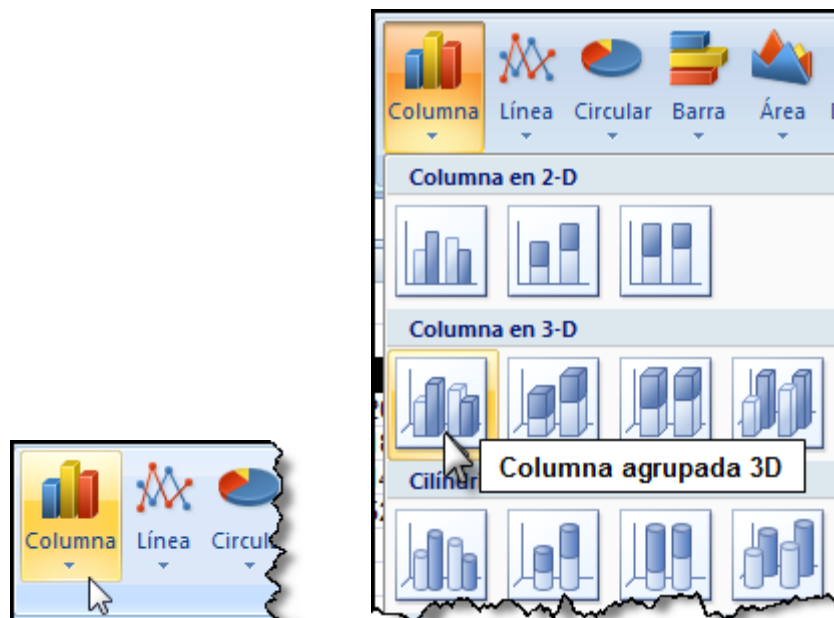 Columna Línea Circular Barra Área
Columna en 2-D
Columna en 3-D
Columna agrupada 3D
Columna Línea